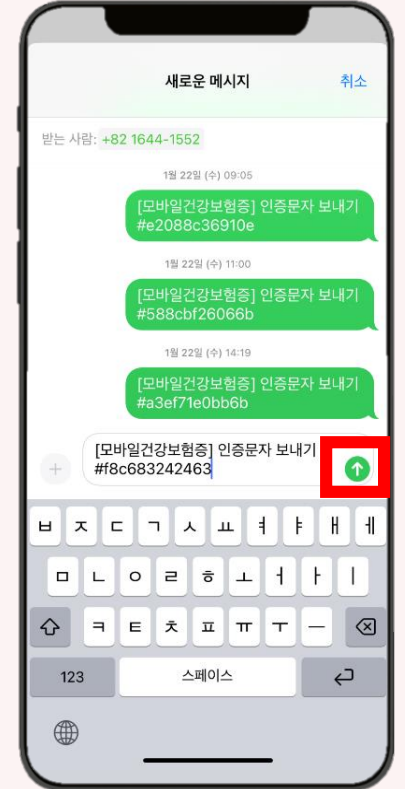 새로운 메시지
취소
받는 사람: +82 1644-1552
1월 22일 (수) 09:05
[모바일건강보험증] 인증문자 보내기
#e2088c36910e
1월 22일 (수) 11:00
[모바일건강보험증] 인증문자 보내기
#588cbf26066b
1월 22일 (수) 14:19
[모바일건강보험증] 인증문자 보내기
#a3ef71e0bb6b
[모바일건강보험증] 인증문자 보내기
#f8c683242463
ㅂ ㅈ ㄷ ㄱ ㅅ ㅛ ㅕ ㅑ ㅐ ㅔ
ㅁ ㄴ ㅇ ㄹ ㅎ ㅗ ㅓ ㅏ ㅣ
ㅋ ㅌ ㅊ ㅍ ㅠ ㅜ ㅡ
123 스페이스